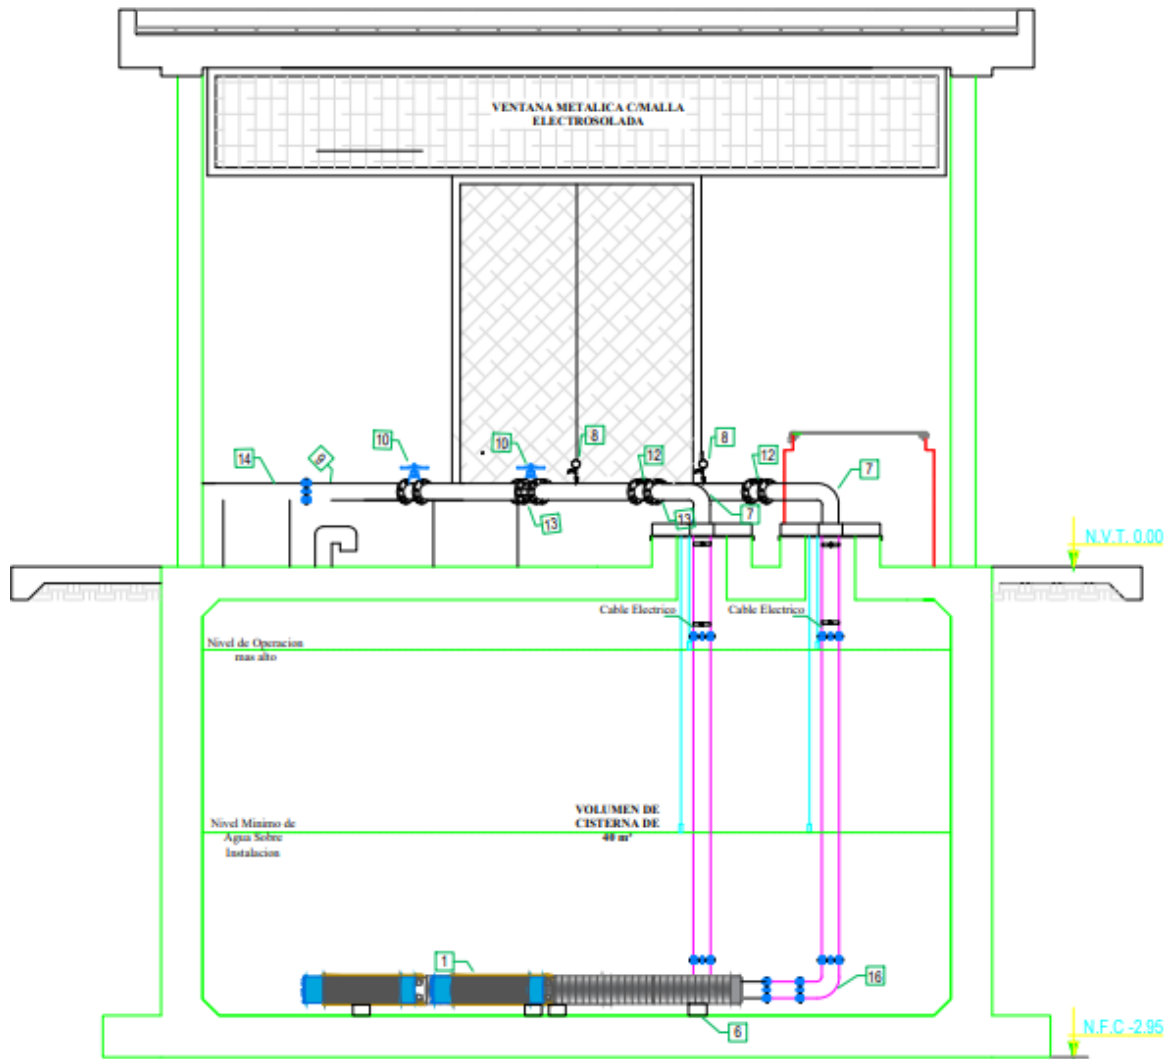 VENTANA METALICA C/MALLA
ELECTROSOLADA
10
10
8
8
14
9
12
12
7
13
13
7
N.V.T. 0.00
Cable Electrico
Cable Electrico
Nivel de Operacion
mas alto
Nivel Minimo de
Agua Sobre
Instalacion
VOLUMEN DE
CISTERNA DE
40 m³
1
16
6
N.F.C -2.95